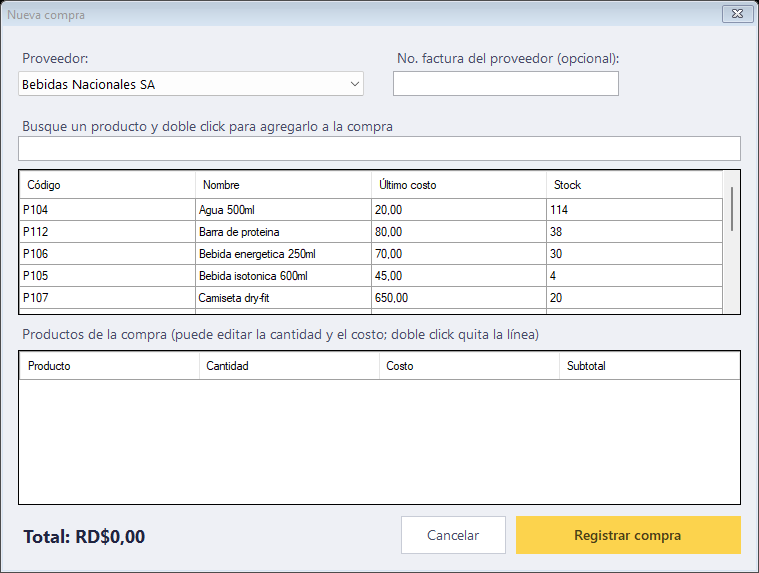 Nueva compra
Proveedor: No. factura del proveedor (opcional):
Bebidas Nacionales SA
Busque un producto y doble click para agregarlo a la compra
Código Nombre Último costo Stock
P104 Agua 500ml 20,00 114
P112 Barra de proteina 80,00 38
P106 Bebida energetica 250ml 70,00 30
P105 Bebida isotonica 600ml 45,00 4
P107 Camiseta dry-fit 650,00 20
Productos de la compra (puede editar la cantidad y el costo; doble click quita la línea)
Producto Cantidad Costo Subtotal
Total: RD$0,00 Cancelar Registrar compra